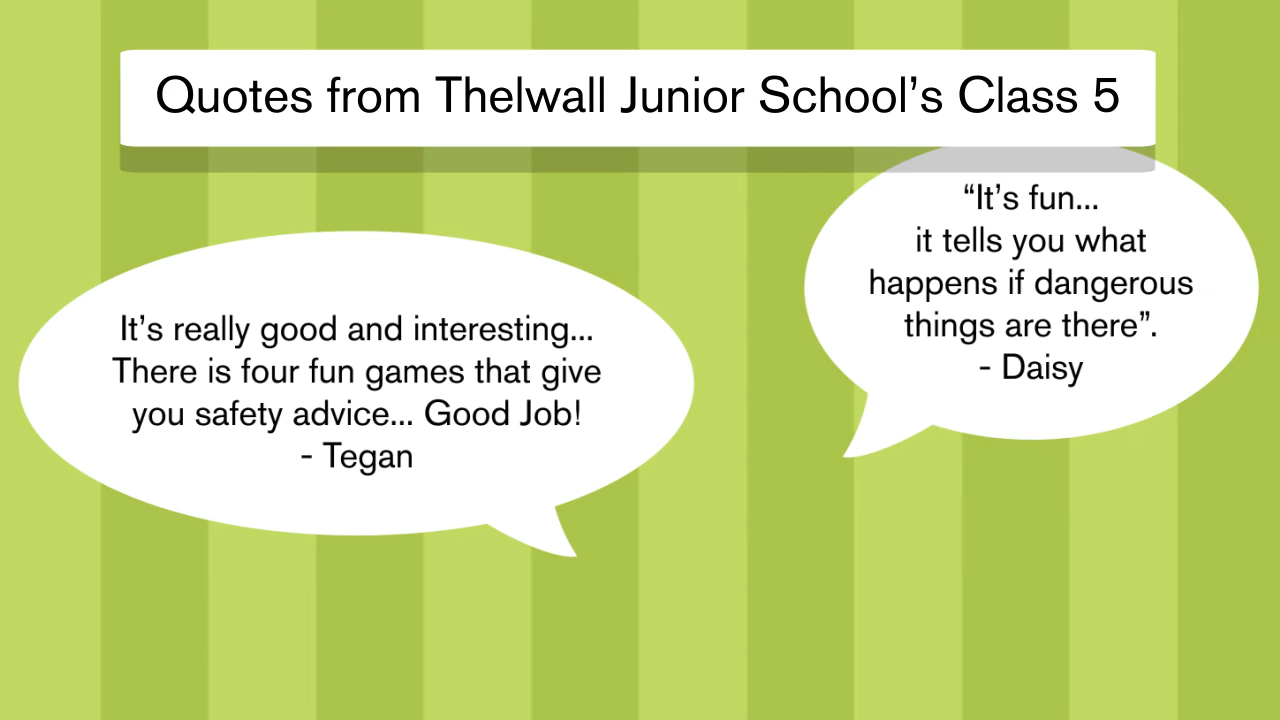 Quotes from Thelwall Junior School’s Class 5
It’s really good and interesting...
There is four fun games that give
you safety advice... Good Job!
- Tegan
“It’s fun...
it tells you what
happens if dangerous
things are there”.
- Daisy